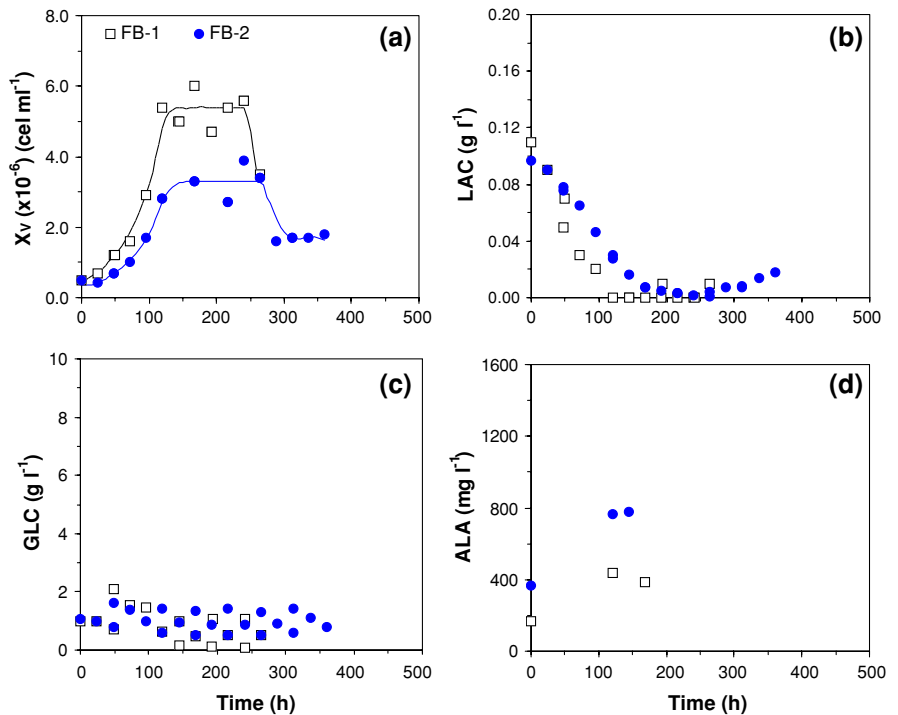 8.0
6.0
4.0
2.0
0.0
Xv (x10-6) (cel ml-1)
FB-1
FB-2
(a)
0 100 200 300 400 500
0.20
0.16
0.12
0.08
0.04
0.00
LAC (g l-1)
(b)
0 100 200 300 400 500
10
8
6
4
2
0
GLC (g l-1)
(c)
0 100 200 300 400 500
Time (h)
1600
1200
800
400
0
ALA (mg l-1)
(d)
0 100 200 300 400 500
Time (h)